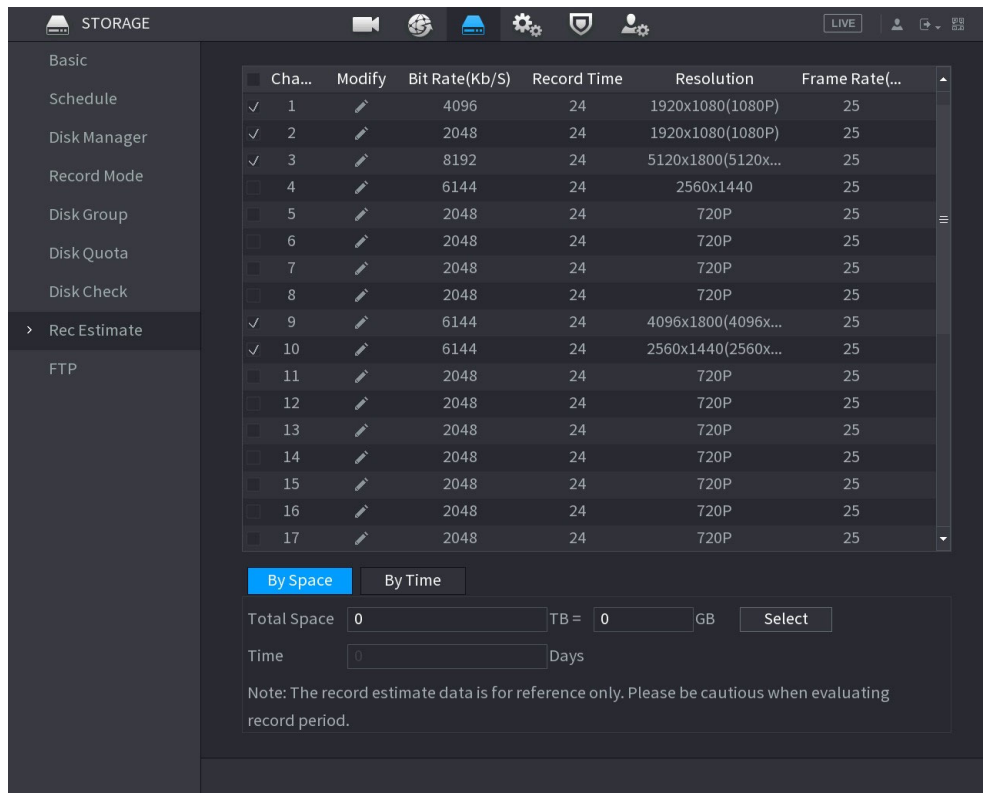 STORAGE LIVE
Basic
Schedule
Disk Manager
Record Mode
Disk Group
Disk Quota
Disk Check
Rec Estimate
FTP
Cha... Modify Bit Rate(Kb/S) Record Time Resolution Frame Rate(...
1 4096 24 1920x1080(1080P) 25
2 2048 24 1920x1080(1080P) 25
3 8192 24 5120x1800(5120x... 25
4 6144 24 2560x1440 25
5 2048 24 720P 25
6 2048 24 720P 25
7 2048 24 720P 25
8 2048 24 720P 25
9 6144 24 4096x1800(4096x... 25
10 6144 24 2560x1440(2560x... 25
11 2048 24 720P 25
12 2048 24 720P 25
13 2048 24 720P 25
14 2048 24 720P 25
15 2048 24 720P 25
16 2048 24 720P 25
17 2048 24 720P 25
By Space By Time
Total Space 0 TB = 0 GB Select
Time 0 Days
Note: The record estimate data is for reference only. Please be cautious when evaluating
record period.